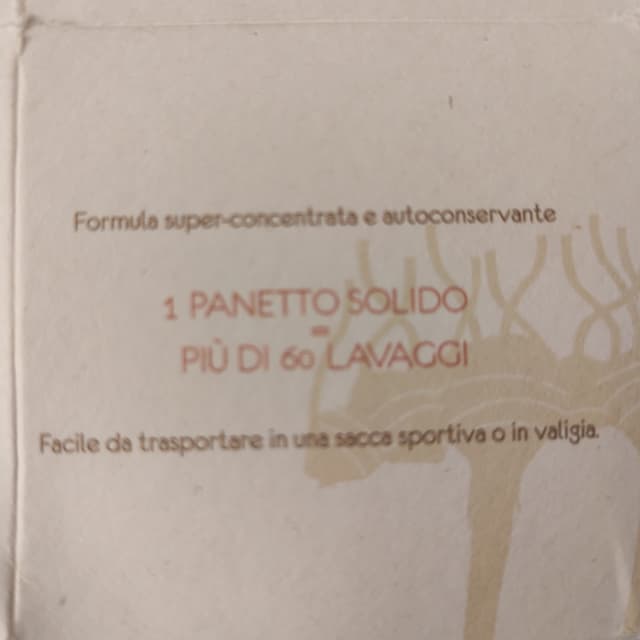 Formula super-concentrata e autoconservante
1 PANETTO SOLIDO
=
PIÙ DI 60 LAVAGGI
Facile da trasportare in una sacca sportiva o in valigia.